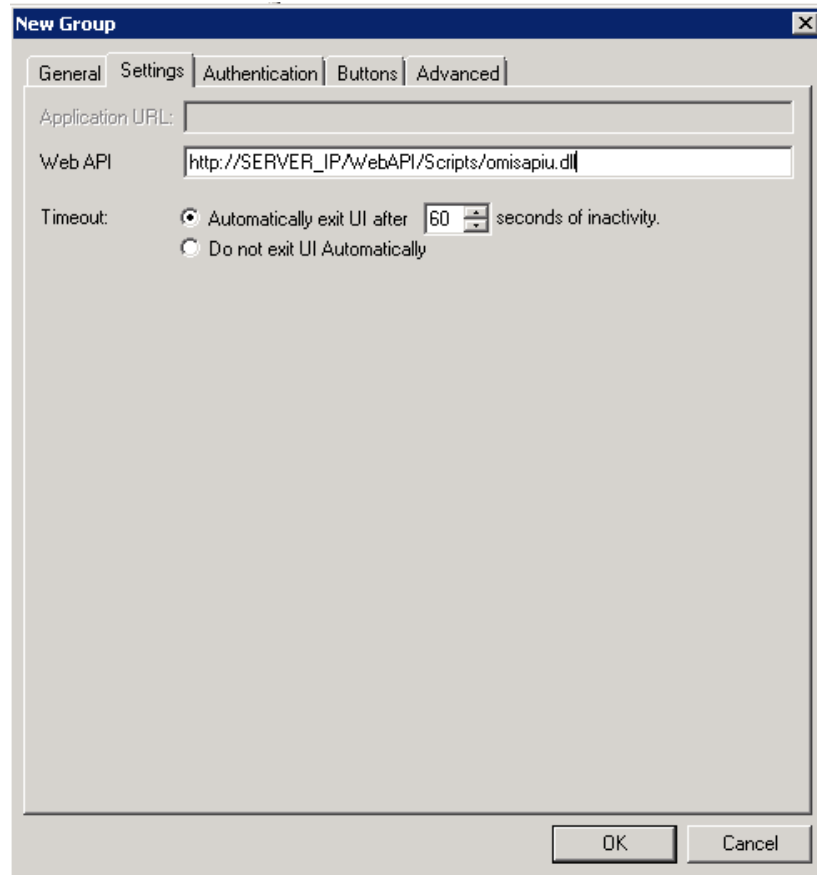 New Group
General Settings Authentication Buttons Advanced
Application URL:
Web API http://SERVER_IP/WebAPI/Scripts/omisapiu.dll
Timeout: Automatically exit UI after 60 seconds of inactivity.
Do not exit UI Automatically
OK Cancel